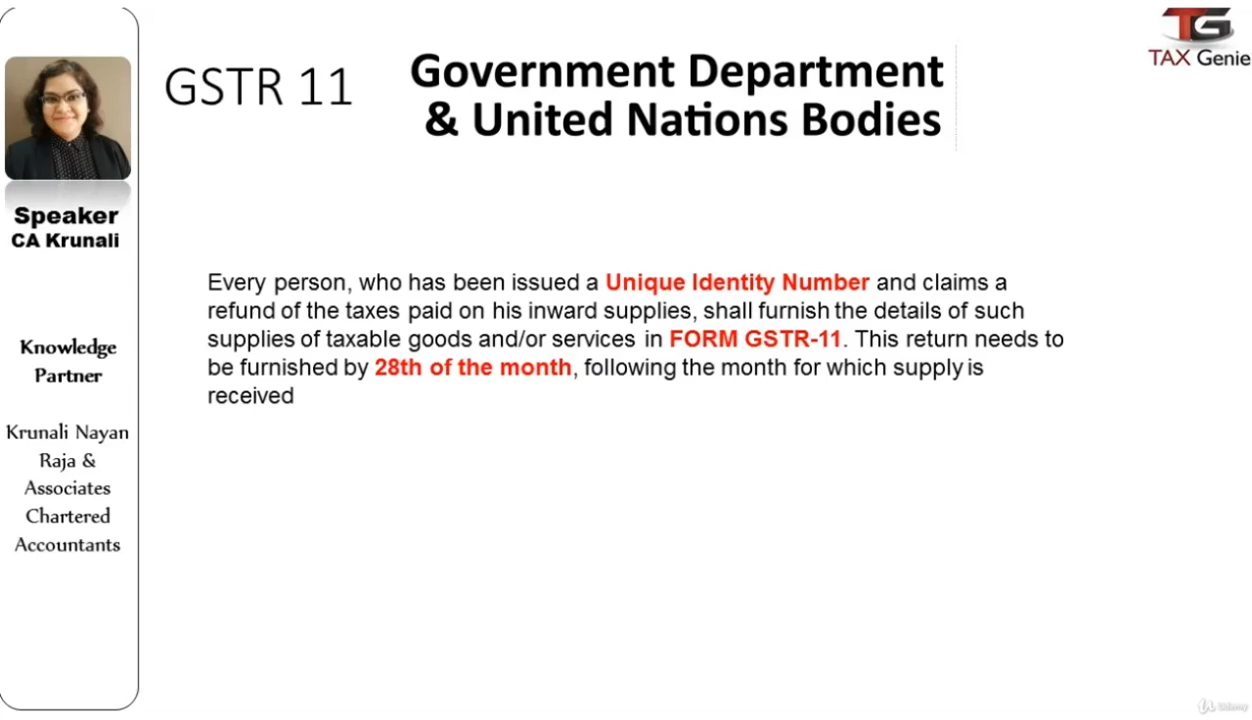 TG
TAX Genie
GSTR 11
Government Department
& United Nations Bodies
Speaker
CA Krunali
Knowledge
Partner
Krunali Nayan
Raja &
Associates
Chartered
Accountants
Every person, who has been issued a Unique Identity Number and claims a
refund of the taxes paid on his inward supplies, shall furnish the details of such
supplies of taxable goods and/or services in FORM GSTR-11. This return needs to
be furnished by 28th of the month, following the month for which supply is
received
Udemy